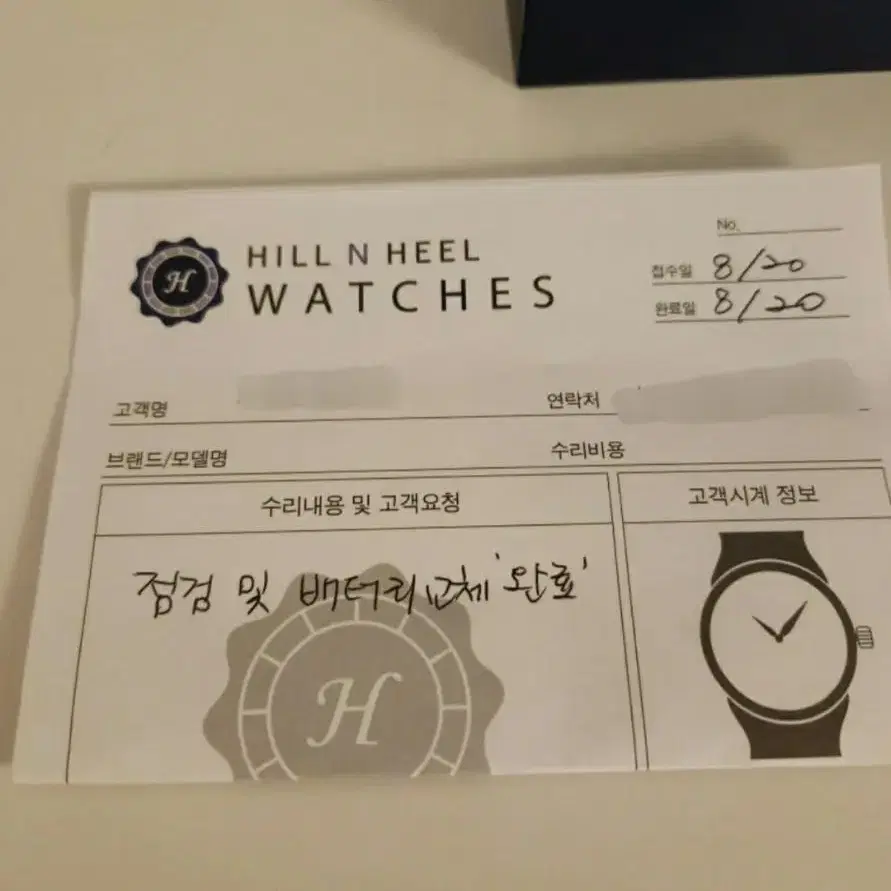 HILL N HEEL
WATCHES
No.
접수일 8/20
완료일 8/20
고객명
연락처
브랜드/모델명
수리비용
수리내용 및 고객요청
고객시계 정보
점검 및 배터리교체 '완료'
H
H